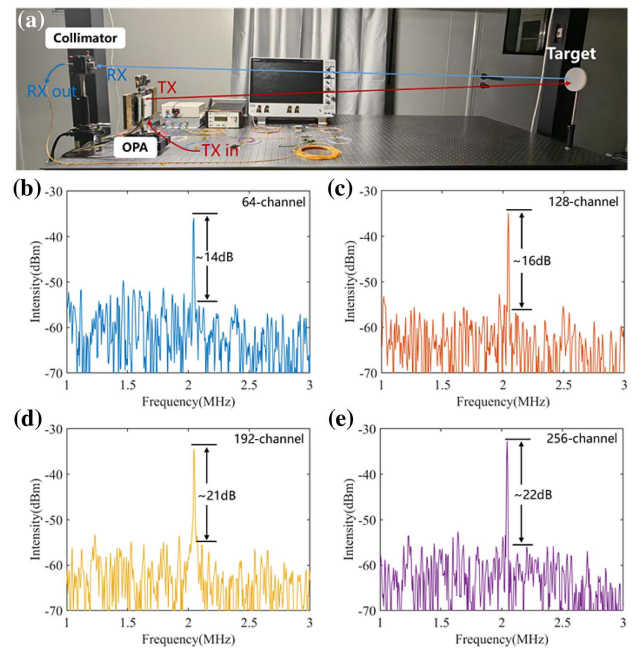 (a)
Collimator
RX
RX out
TX
Target
OPA
TX in
(b)
64-channel
-30
-40
-50
-60
-70
Intensity(dBm)
~14dB
1
1.5
2
2.5
3
Frequency(MHz)
(c)
128-channel
-30
-40
-50
-60
-70
Intensity(dBm)
~16dB
1
1.5
2
2.5
3
Frequency(MHz)
(d)
192-channel
-30
-40
-50
-60
-70
Intensity(dBm)
~21dB
1
1.5
2
2.5
3
Frequency(MHz)
(e)
256-channel
-30
-40
-50
-60
-70
Intensity(dBm)
~22dB
1
1.5
2
2.5
3
Frequency(MHz)